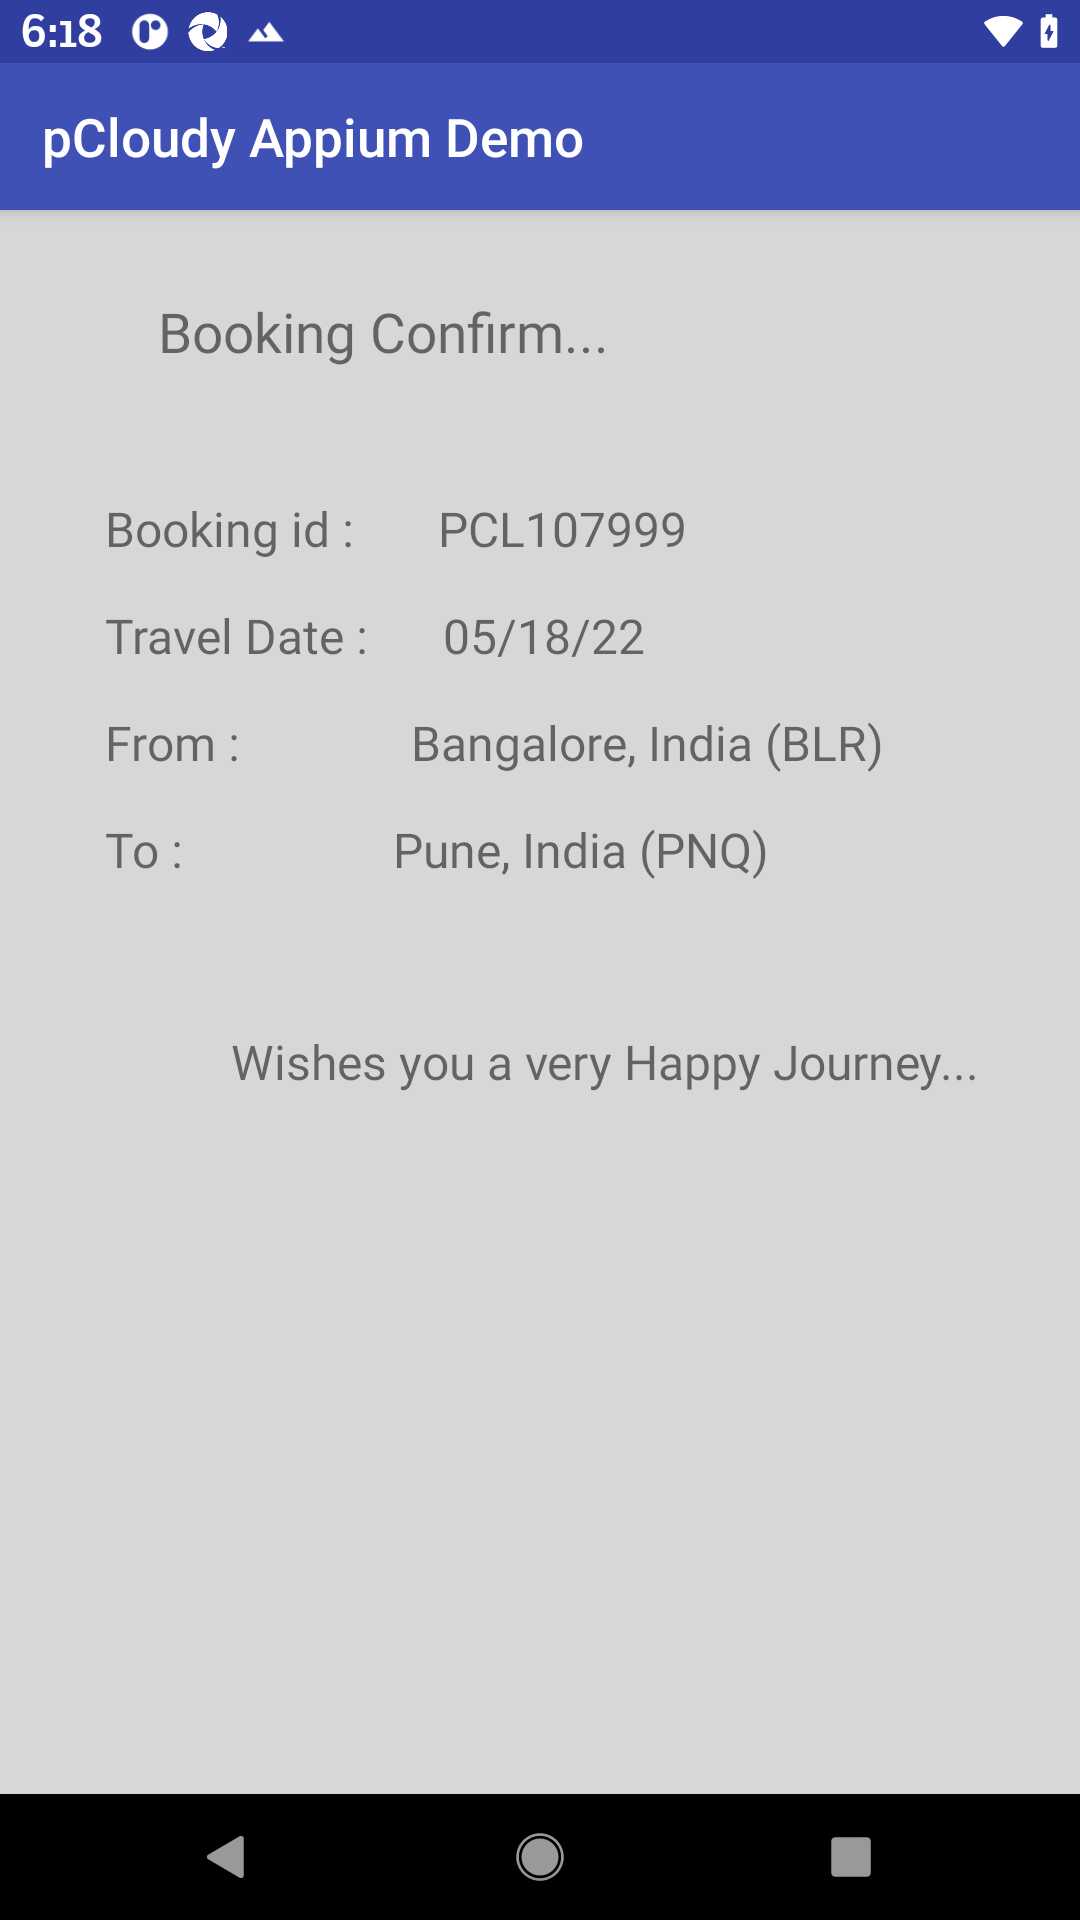 6:18
pCloudy Appium Demo
Booking Confirm...
Booking id : PCL107999
Travel Date : 05/18/22
From : Bangalore, India (BLR)
To : Pune, India (PNQ)
Wishes you a very Happy Journey...